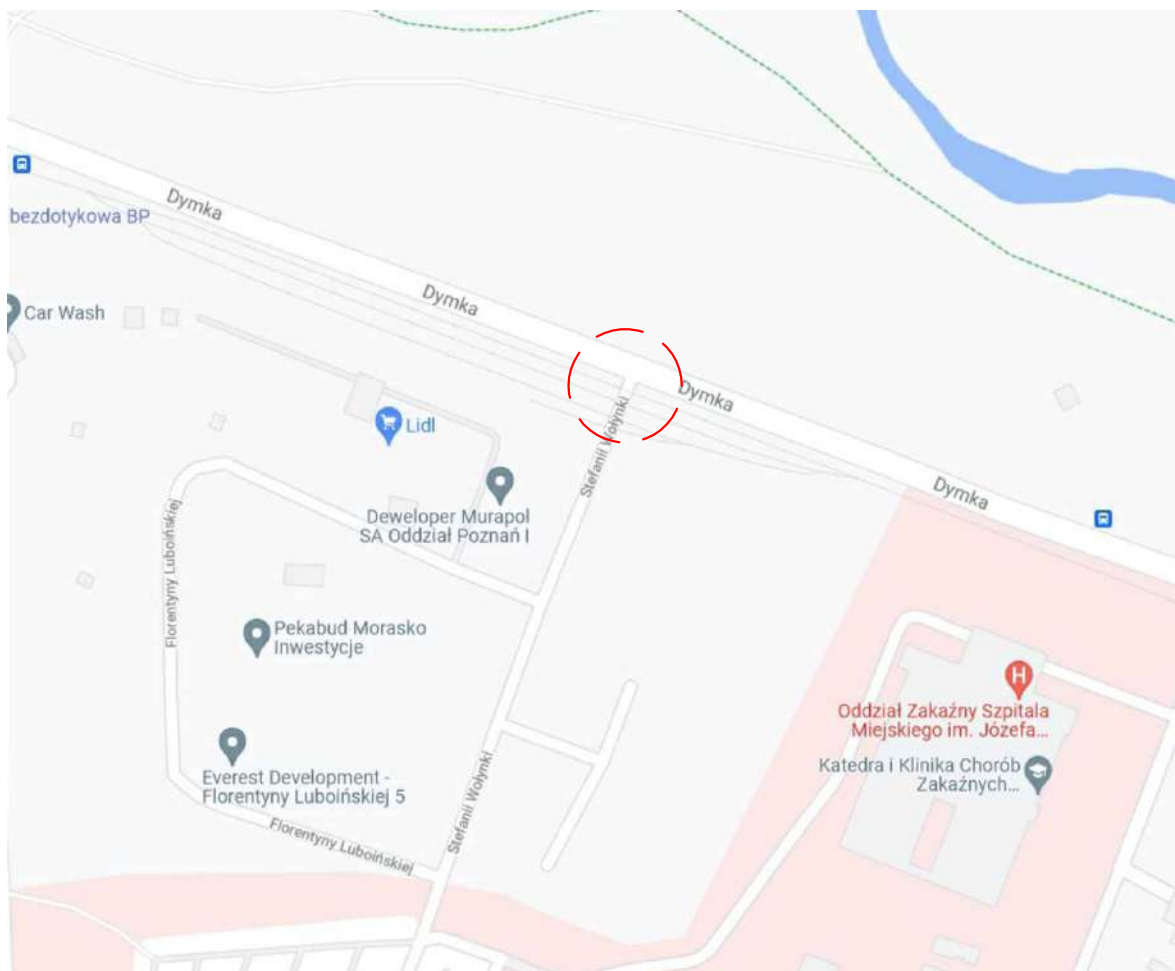 Dymka
bezdotykowa BP
Dymka
Car Wash
Dymka
Lidl
Stefanii Wołynki
Dymka
Deweloper Murapol
SA Oddział Poznań I
Florentyny Luboińskiej
Pekabud Morasko
Inwestycje
H
Oddział Zakaźny Szpitala
Miejskiego im. Józefa...
Katedra i Klinika Chorób
Zakaźnych...
Everest Development -
Florentyny Luboińskiej 5
Stefanii Wołynki
Florentyny Luboińskiej